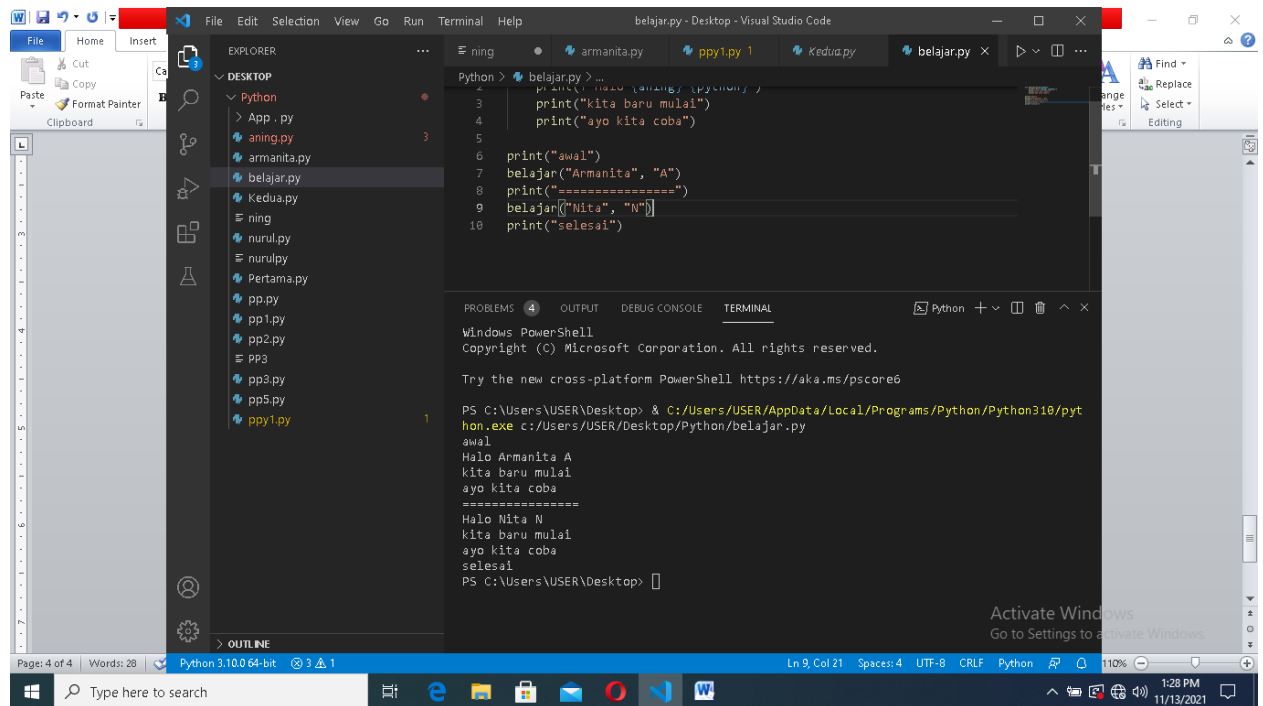 File Edit Selection View Go Run Terminal Help belajar.py - Desktop - Visual Studio Code
File Home Insert
Cut
Copy
Paste Format Painter
Clipboard
Find
Replace
Select
Editing
EXPLORER
DESKTOP
Python
App . py
aning.py 3
armanita.py
belajar.py
Kedua.py
ning
nurul.py
nurulpy
Pertama.py
pp.py
pp1.py
pp2.py
PP3
pp3.py
pp5.py
ppy1.py 1
OUTLINE
ning armanita.py ppy1.py 1 Kedua.py belajar.py
Python > belajar.py > ...
3 print("kita baru mulai")
4 print("ayo kita coba")
5
6 print("awal")
7 belajar("Armanita", "A")
8 print("================")
9 belajar("Nita", "N")
10 print("selesai")
PROBLEMS 4 OUTPUT DEBUG CONSOLE TERMINAL Python
Windows PowerShell
Copyright (C) Microsoft Corporation. All rights reserved.
Try the new cross-platform PowerShell https://aka.ms/pscore6
PS C:\Users\USER\Desktop> & C:/Users/USER/AppData/Local/Programs/Python/Python310/pyt
hon.exe c:/Users/USER/Desktop/Python/belajar.py
awal
Halo Armanita A
kita baru mulai
ayo kita coba
================
Halo Nita N
kita baru mulai
ayo kita coba
selesai
PS C:\Users\USER\Desktop>
Activate Windows
Go to Settings to activate Windows.
Page: 4 of 4 Words: 28 Python 3.10.0 64-bit 3 1 Ln 9, Col 21 Spaces: 4 UTF-8 CRLF Python 110%
Type here to search
1:28 PM
11/13/2021